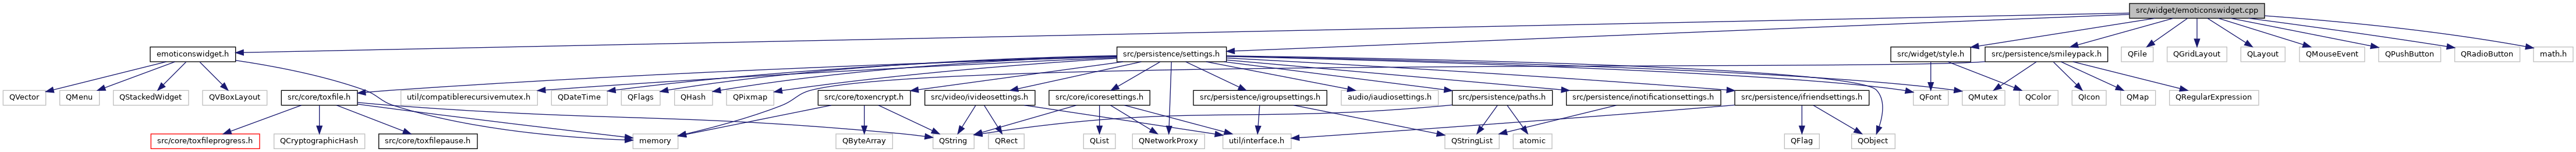 src/widget/emoticonswidget.cpp
emoticonswidget.h
src/persistence/settings.h
src/widget/style.h
src/persistence/smileypack.h
QFile
QGridLayout
QLayout
QMouseEvent
QPushButton
QRadioButton
math.h
QVector
QMenu
QStackedWidget
QVBoxLayout
src/core/toxfile.h
util/compatiblerecursivemutex.h
QDateTime
QFlags
QHash
QPixmap
src/core/toxencrypt.h
src/video/ivideosettings.h
src/core/icoresettings.h
src/persistence/igroupsettings.h
audio/iaudiosettings.h
src/persistence/paths.h
src/persistence/inotificationsettings.h
src/persistence/ifriendsettings.h
QFont
QMutex
QColor
QIcon
QMap
QRegularExpression
src/core/toxfileprogress.h
QCryptographicHash
src/core/toxfilepause.h
memory
QByteArray
QString
QRect
QList
QNetworkProxy
util/interface.h
QStringList
atomic
QFlag
QObject